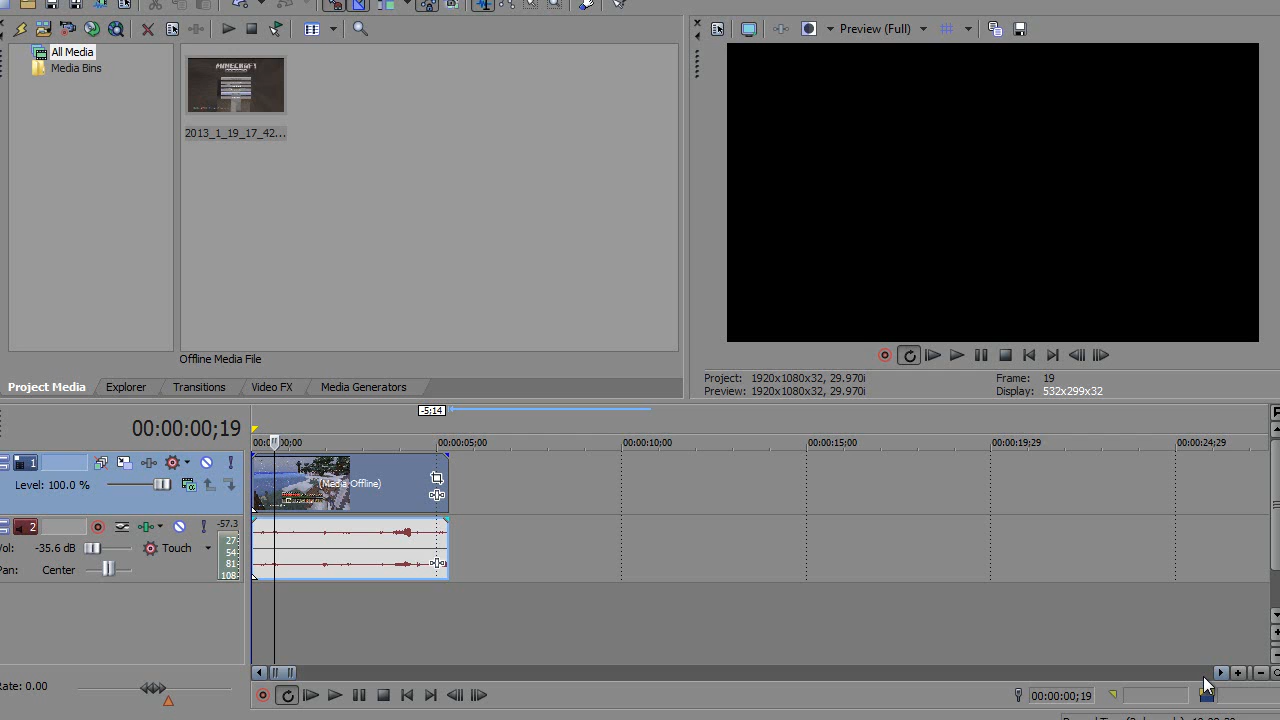 Preview (Full)
All Media
Media Bins
MINECRAFT
2013_1_19_17_42...
Offline Media File
Project Media
Explorer
Transitions
Video FX
Media Generators
Project: 1920x1080x32, 29.970i
Frame: 19
Preview: 1920x1080x32, 29.970i
Display: 532x299x32
00:00:00;19
-5;14
00:00:05;00
00:00:10;00
00:00:15;00
00:00:19;29
00:00:24;29
1
Level: 100.0 %
(Media Offline)
2
-57.3
Vol: -35.6 dB
Touch
27
54
Pan: Center
81
108
Rate: 0.00
00:00:00;19